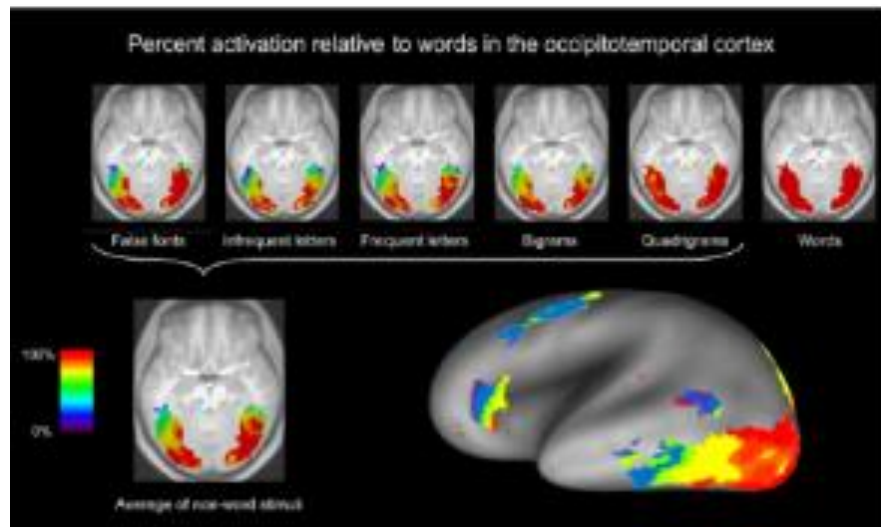 Percent activation relative to words in the occipitotemporal cortex
False fonts Infrequent letters Frequent letters Bigrams Quadrigrams Words
100%
0%
Average of non-word stimuli